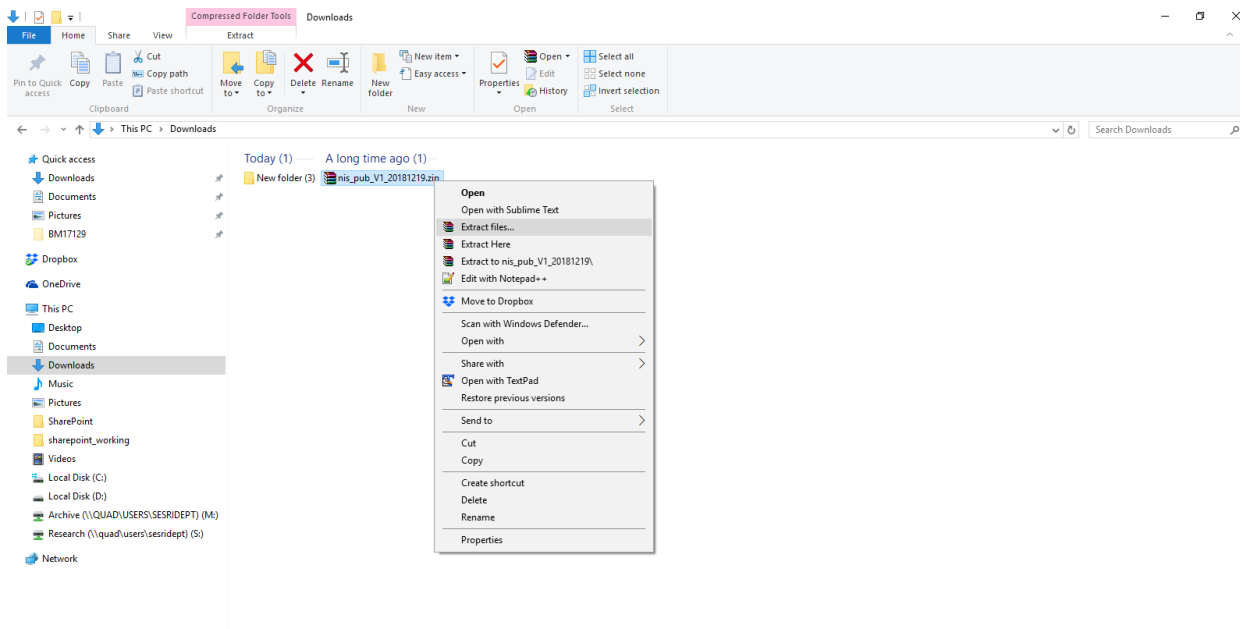 Compressed Folder Tools Downloads
File Home Share View Extract
Pin to Quick access
Copy
Paste
Cut
Copy path
Paste shortcut
Clipboard
Move to
Copy to
Delete
Rename
Organize
New folder
New item
Easy access
New
Properties
Open
Edit
History
Open
Select all
Select none
Invert selection
Select
This PC Downloads
Search Downloads
Quick access
Downloads
Documents
Pictures
BM17129
Dropbox
OneDrive
This PC
Desktop
Documents
Downloads
Music
Pictures
SharePoint
sharepoint_working
Videos
Local Disk (C:)
Local Disk (D:)
Archive (\\QUAD\USERS\SESRIDEPT) (M:)
Research (\\quad\users\sesridept) (S:)
Network
Today (1) A long time ago (1)
New folder (3) nis_pub_V1_20181219.zip
Open
Open with Sublime Text
Extract files...
Extract Here
Extract to nis_pub_V1_20181219\
Edit with Notepad++
Move to Dropbox
Scan with Windows Defender...
Open with
Share with
Open with TextPad
Restore previous versions
Send to
Cut
Copy
Create shortcut
Delete
Rename
Properties